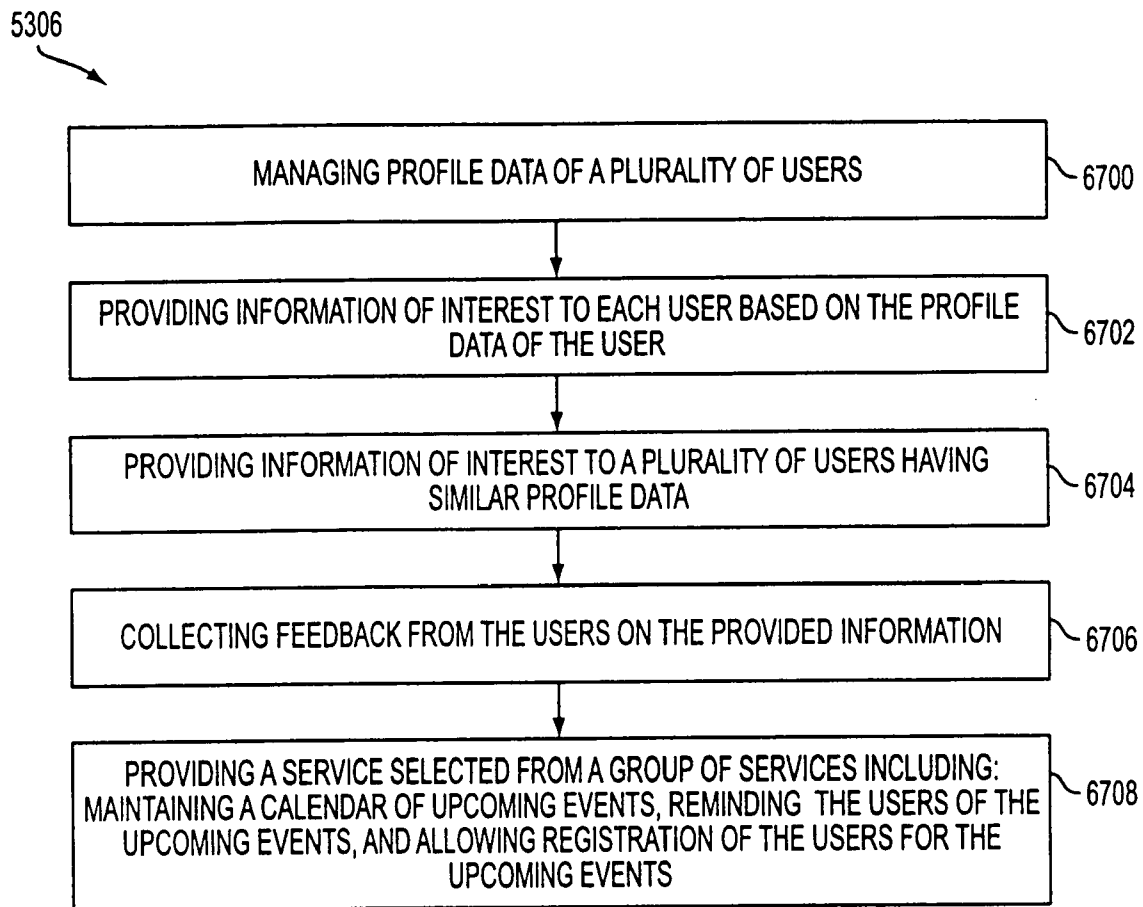 5306
MANAGING PROFILE DATA OF A PLURALITY OF USERS
6700
PROVIDING INFORMATION OF INTEREST TO EACH USER BASED ON THE PROFILE
DATA OF THE USER
6702
PROVIDING INFORMATION OF INTEREST TO A PLURALITY OF USERS HAVING
SIMILAR PROFILE DATA
6704
COLLECTING FEEDBACK FROM THE USERS ON THE PROVIDED INFORMATION
6706
PROVIDING A SERVICE SELECTED FROM A GROUP OF SERVICES INCLUDING:
MAINTAINING A CALENDAR OF UPCOMING EVENTS, REMINDING THE USERS OF THE
UPCOMING EVENTS, AND ALLOWING REGISTRATION OF THE USERS FOR THE
UPCOMING EVENTS
6708